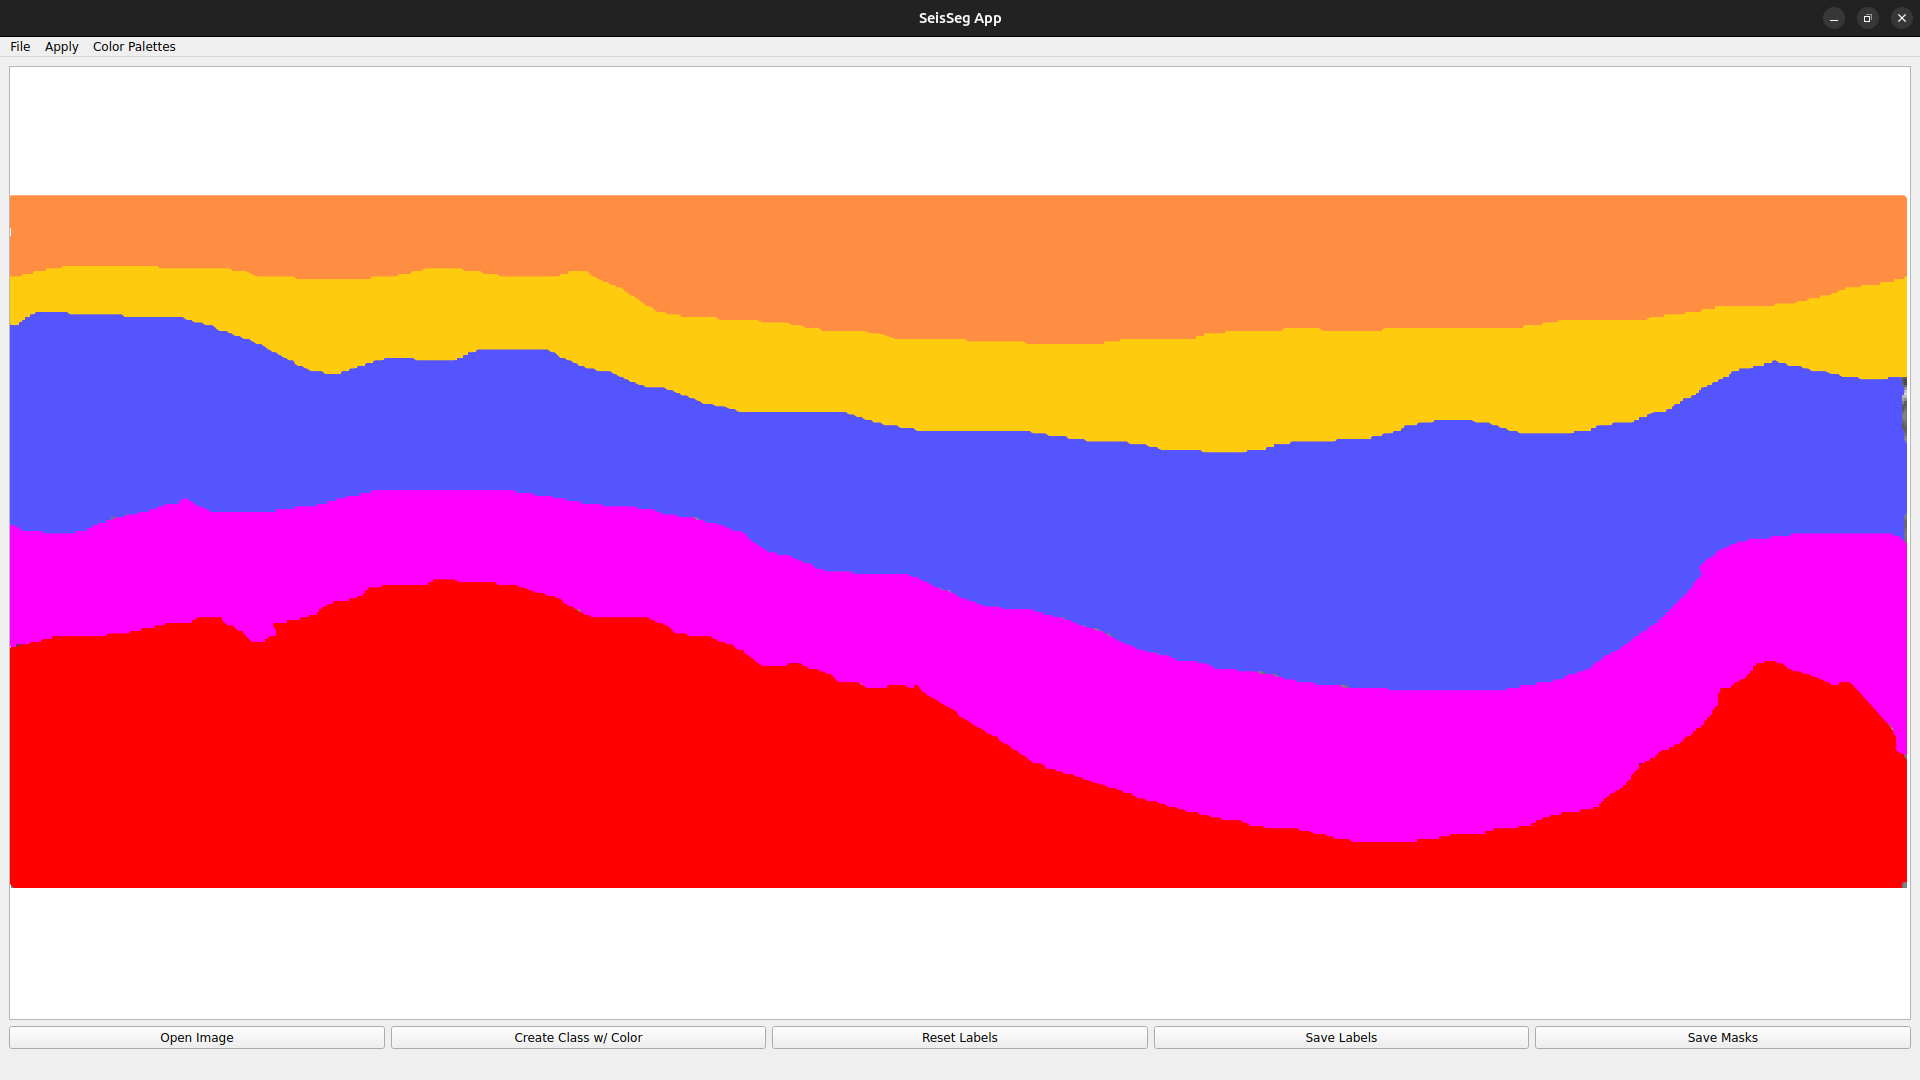 SeisSeg App
File Apply Color Palettes
Open Image Create Class w/ Color Reset Labels Save Labels Save Masks